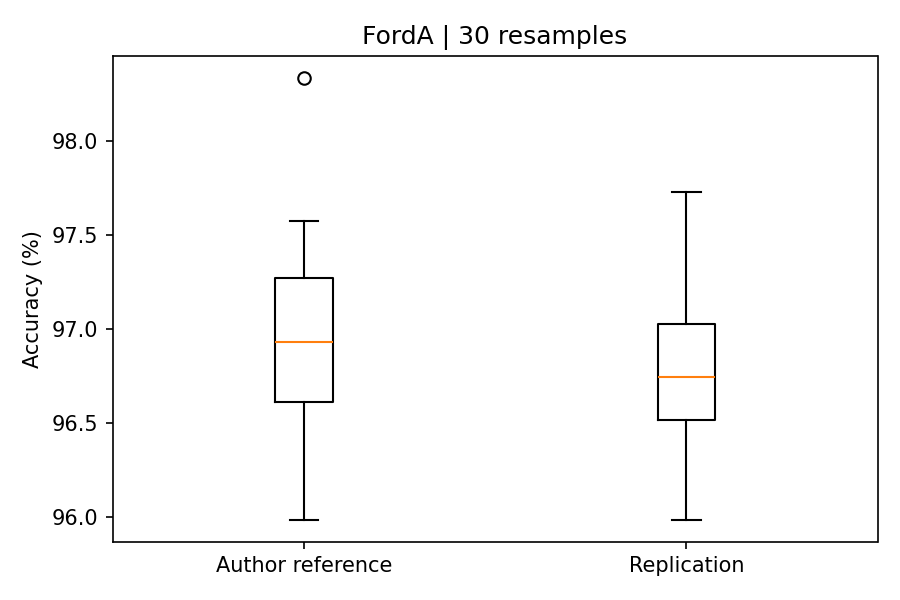 FordA | 30 resamples
Accuracy (%)
98.0
97.5
97.0
96.5
96.0
Author reference
Replication